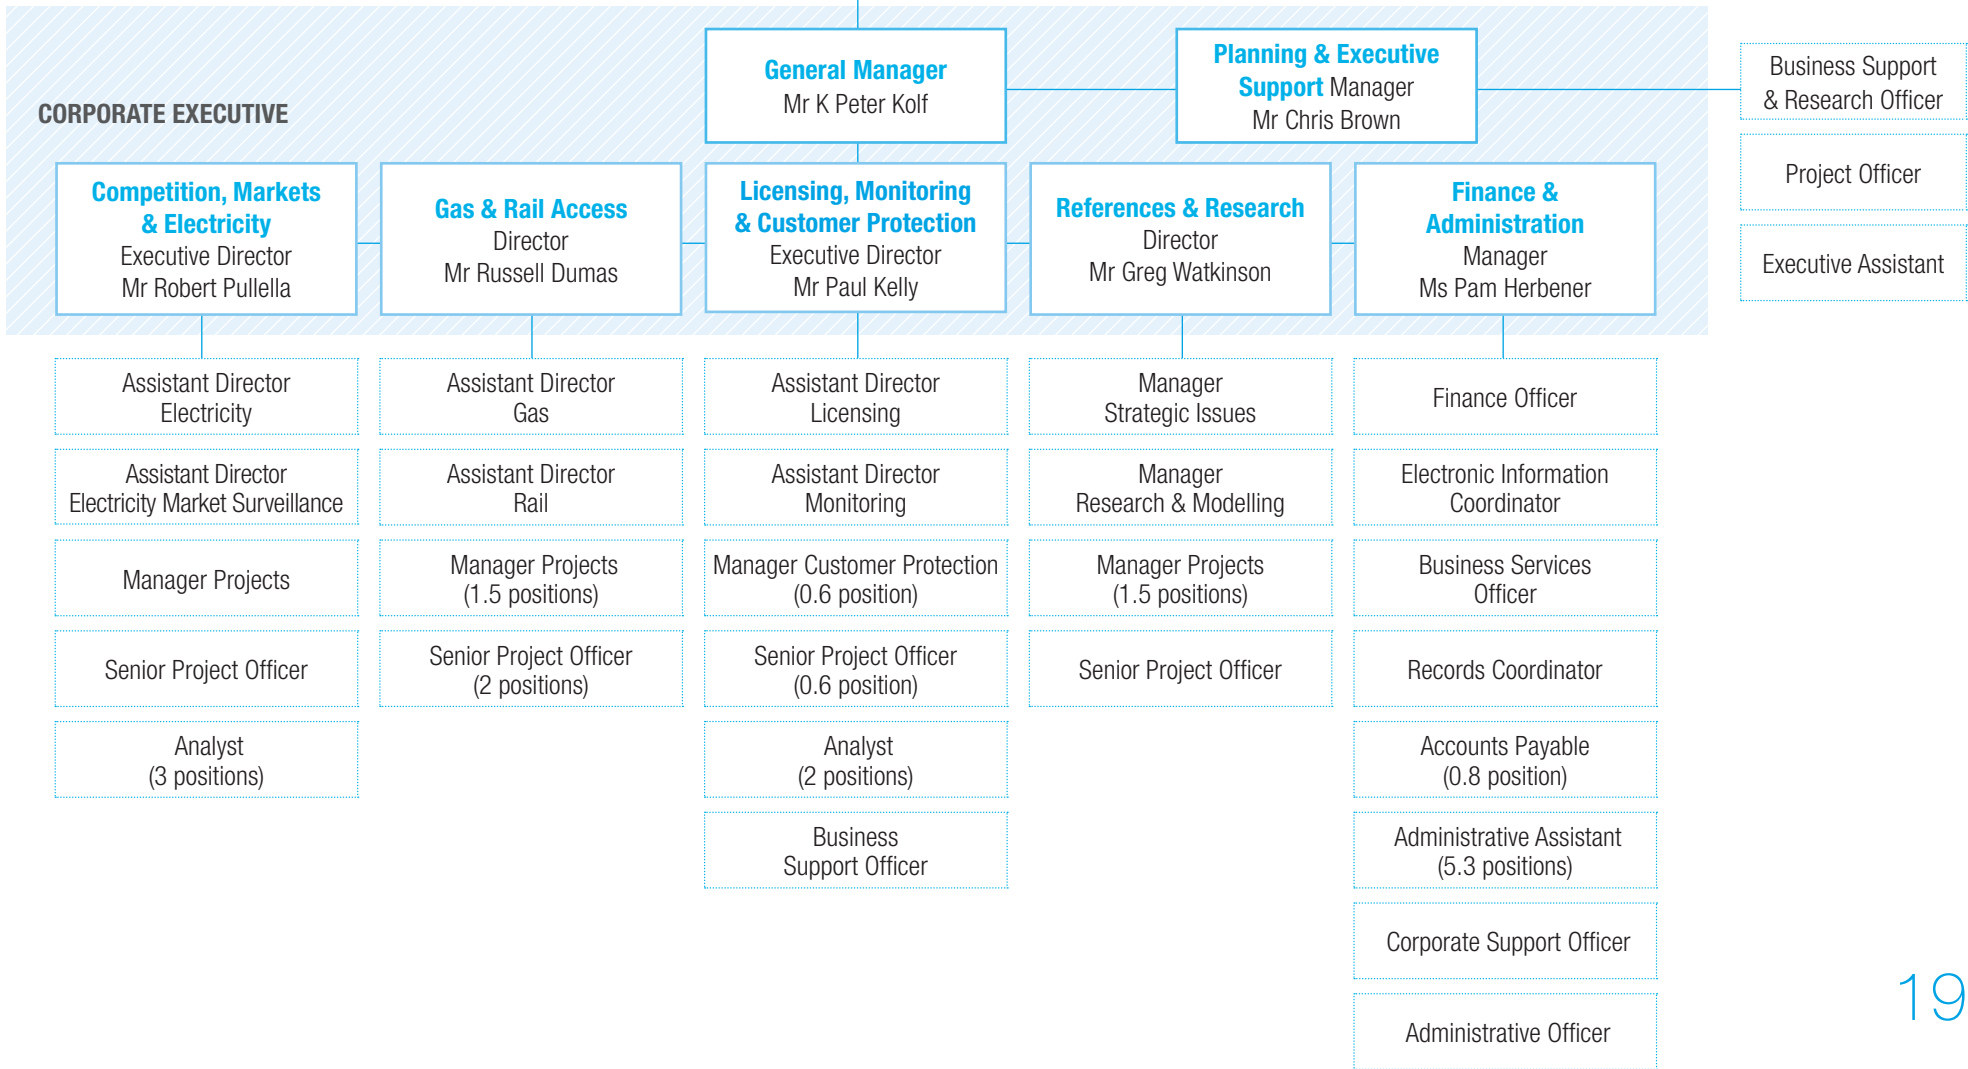 General Manager
Mr K Peter Kolf
Planning & Executive
Support Manager
Mr Chris Brown
Business Support
& Research Officer
Project Officer
Executive Assistant
CORPORATE EXECUTIVE
Competition, Markets
& Electricity
Executive Director
Mr Robert Pullella
Gas & Rail Access
Director
Mr Russell Dumas
Licensing, Monitoring
& Customer Protection
Executive Director
Mr Paul Kelly
References & Research
Director
Mr Greg Watkinson
Finance &
Administration
Manager
Ms Pam Herbener
Assistant Director
Electricity
Assistant Director
Electricity Market Surveillance
Manager Projects
Senior Project Officer
Analyst
(3 positions)
Assistant Director
Gas
Assistant Director
Rail
Manager Projects
(1.5 positions)
Senior Project Officer
(2 positions)
Assistant Director
Licensing
Assistant Director
Monitoring
Manager Customer Protection
(0.6 position)
Senior Project Officer
(0.6 position)
Analyst
(2 positions)
Business
Support Officer
Manager
Strategic Issues
Manager
Research & Modelling
Manager Projects
(1.5 positions)
Senior Project Officer
Finance Officer
Electronic Information
Coordinator
Business Services
Officer
Records Coordinator
Accounts Payable
(0.8 position)
Administrative Assistant
(5.3 positions)
Corporate Support Officer
Administrative Officer
19